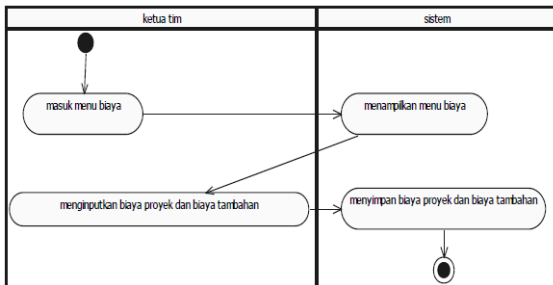 ketua tim
sistem
masuk menu biaya
menampilkan menu biaya
menginputkan biaya proyek dan biaya tambahan
menyimpan biaya proyek dan biaya tambahan